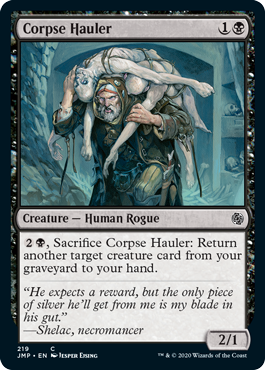 Corpse Hauler 1
Creature — Human Rogue
2, Sacrifice Corpse Hauler: Return
another target creature card from your
graveyard to your hand.
“He expects a reward, but the only piece
of silver he’ll get from me is my blade in
his gut.”
—Shelac, necromancer
2/1
219 C
JMP • EN Jesper Ejsing
™ & © 2020 Wizards of the Coast